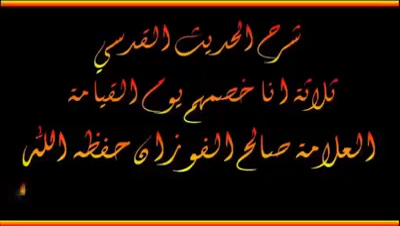 شرح الحديث القدسي
ثلاثة انا خصمهم يوم القيامة
العلامة صالح الفوزان حفظه الله